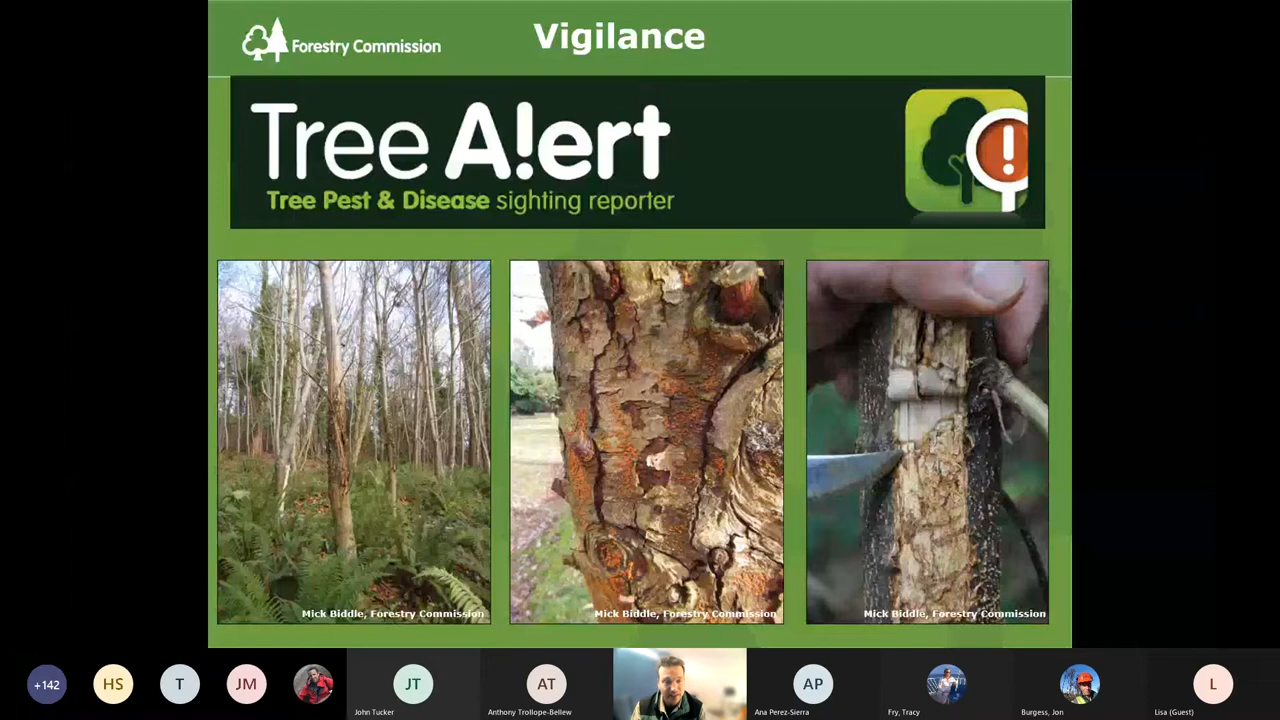 Forestry Commission
Vigilance
Tree A!ert
Tree Pest & Disease sighting reporter
!
Mick Biddle, Forestry Commission
Mick Biddle, Forestry Commission
Mick Biddle, Forestry Commission
+142
HS
T
JM
JT
AT
AP
L
John Tucker
Anthony Trollope-Bellew
Ana Perez-Sierra
Fry, Tracy
Burgess, Jon
Lisa (Guest)